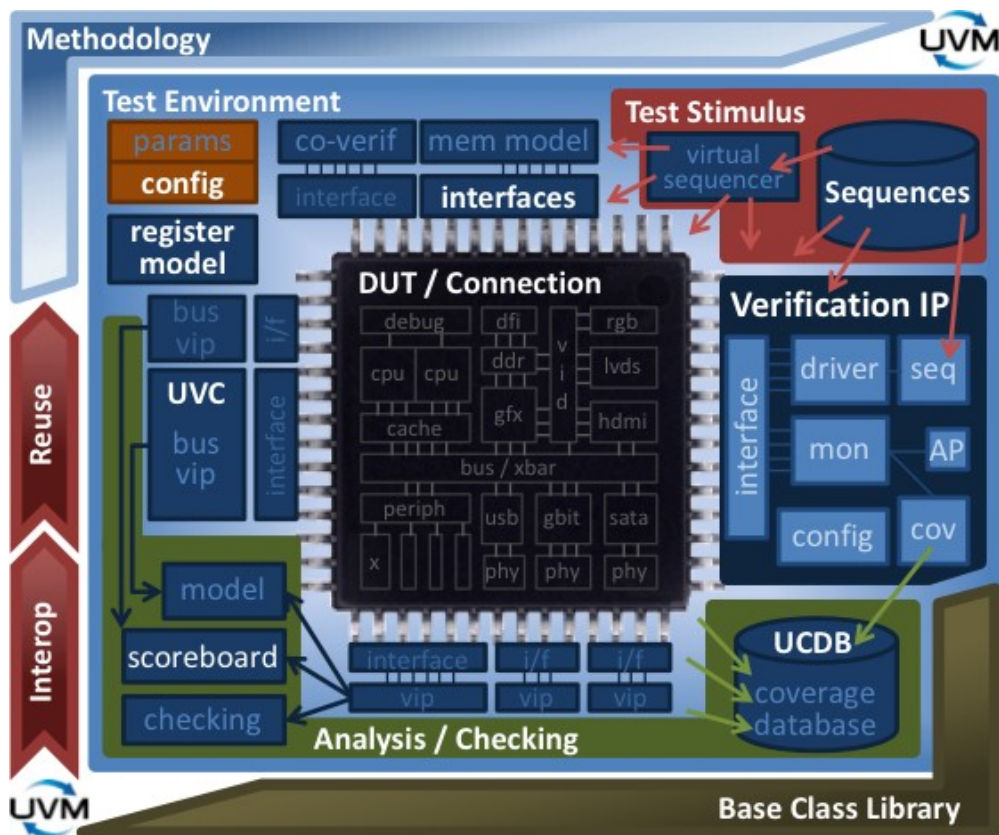 Methodology
UVM
Test Environment
params
config
register
model
co-verif
mem model
interface
interfaces
Test Stimulus
virtual
sequencer
Sequences
DUT / Connection
debug
dfi
v
i
d
rgb
cpu
cpu
ddr
lvds
gfx
hdmi
cache
bus / xbar
periph
usb
gbit
sata
x
phy
phy
phy
bus
vip
i/f
UVC
bus
vip
interface
Verification IP
interface
driver
seq
mon
AP
config
cov
Reuse
Interop
model
scoreboard
checking
interface
i/f
i/f
vip
vip
vip
Analysis / Checking
UCDB
coverage
database
UVM
Base Class Library